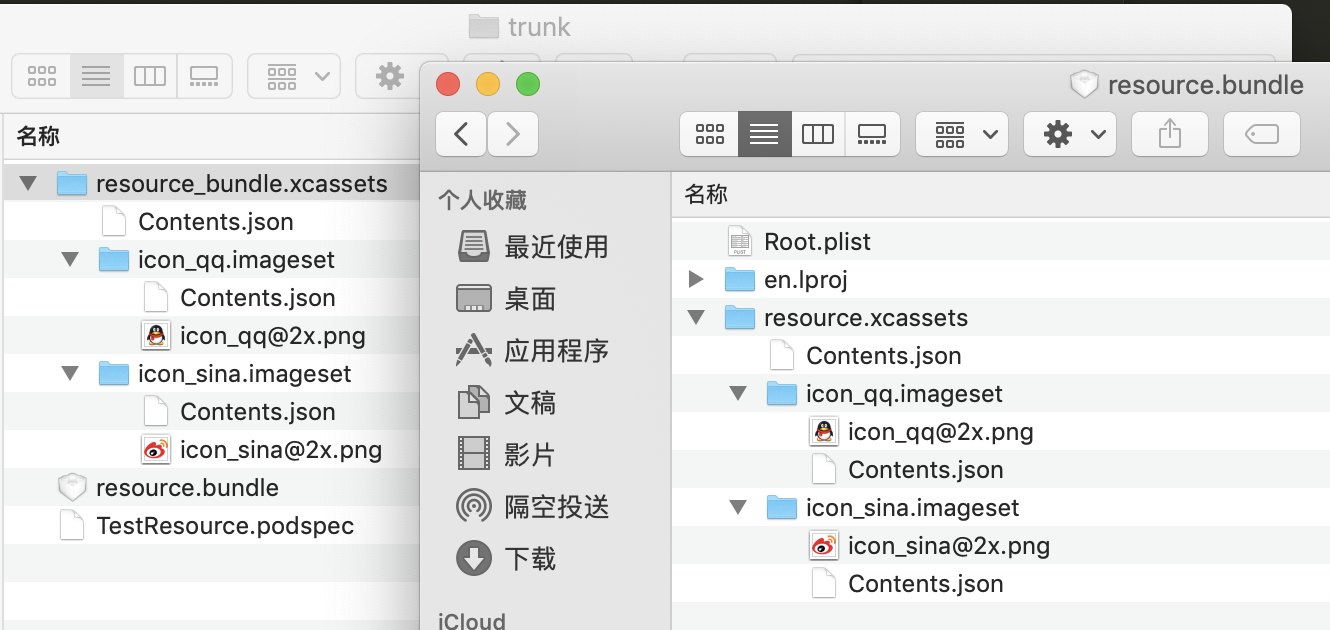 trunk
名称
resource_bundle.xcassets
Contents.json
icon_qq.imageset
Contents.json
icon_qq@2x.png
icon_sina.imageset
Contents.json
icon_sina@2x.png
resource.bundle
TestResource.podspec
resource.bundle
个人收藏
最近使用
桌面
应用程序
文稿
影片
隔空投送
下载
iCloud
名称
Root.plist
en.lproj
resource.xcassets
Contents.json
icon_qq.imageset
icon_qq@2x.png
Contents.json
icon_sina.imageset
icon_sina@2x.png
Contents.json